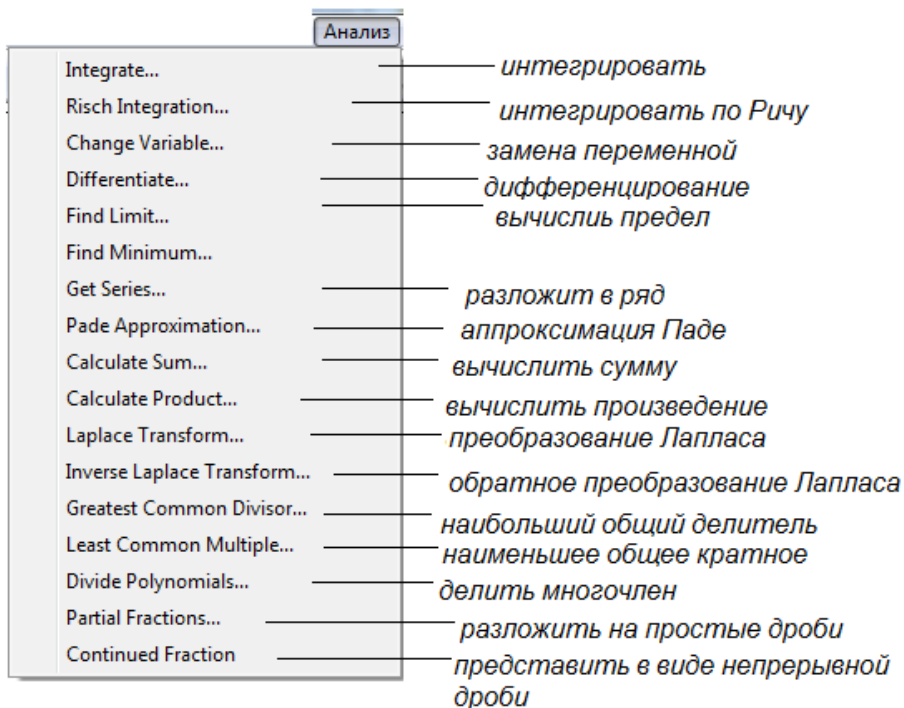 Анализ
Integrate... интегрировать
Risch Integration... интегрировать по Ричу
Change Variable... замена переменной
Differentiate... дифференцирование
Find Limit... вычислиь предел
Find Minimum...
Get Series... разложит в ряд
Pade Approximation... аппроксимация Паде
Calculate Sum... вычислить сумму
Calculate Product... вычислить произведение
Laplace Transform... преобразование Лапласа
Inverse Laplace Transform... обратное преобразование Лапласа
Greatest Common Divisor... наибольший общий делитель
Least Common Multiple... наименьшее общее кратное
Divide Polynomials... делить многочлен
Partial Fractions... разложить на простые дроби
Continued Fraction представить в виде непрерывной
дроби